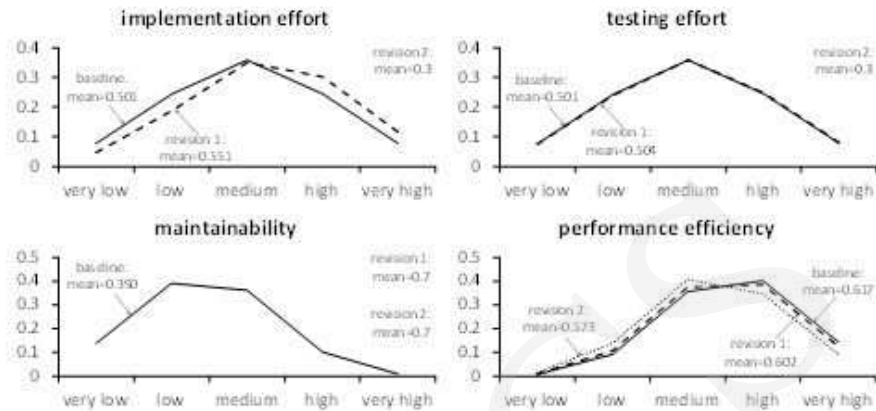 implementation effort
0.4
0.3
0.2
0.1
0
baseline:
mean=0.501
revision 1:
mean=0.551
revision 2:
mean=0.3
very low low medium high very high
testing effort
0.4
0.3
0.2
0.1
0
baseline:
mean=0.501
revision 1:
mean=0.504
revision 2:
mean=0.3
very low low medium high very high
maintainability
0.5
0.4
0.3
0.2
0.1
0
baseline:
mean=0.350
revision 1:
mean=0.7
revision 2:
mean=0.7
very low low medium high very high
performance efficiency
0.5
0.4
0.3
0.2
0.1
0
revision 2:
mean=0.573
baseline:
mean=0.617
revision 1:
mean=0.602
very low low medium high very high